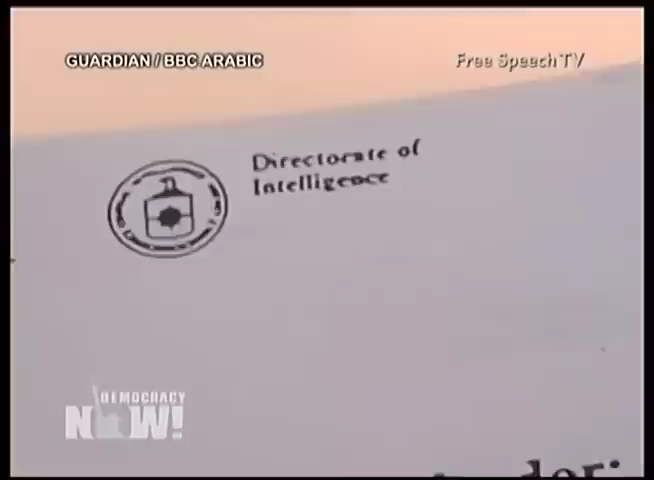 GUARDIAN / BBC ARABIC
Free Speech TV
Directorate of
Intelligence
DEMOCRACY
NOW!